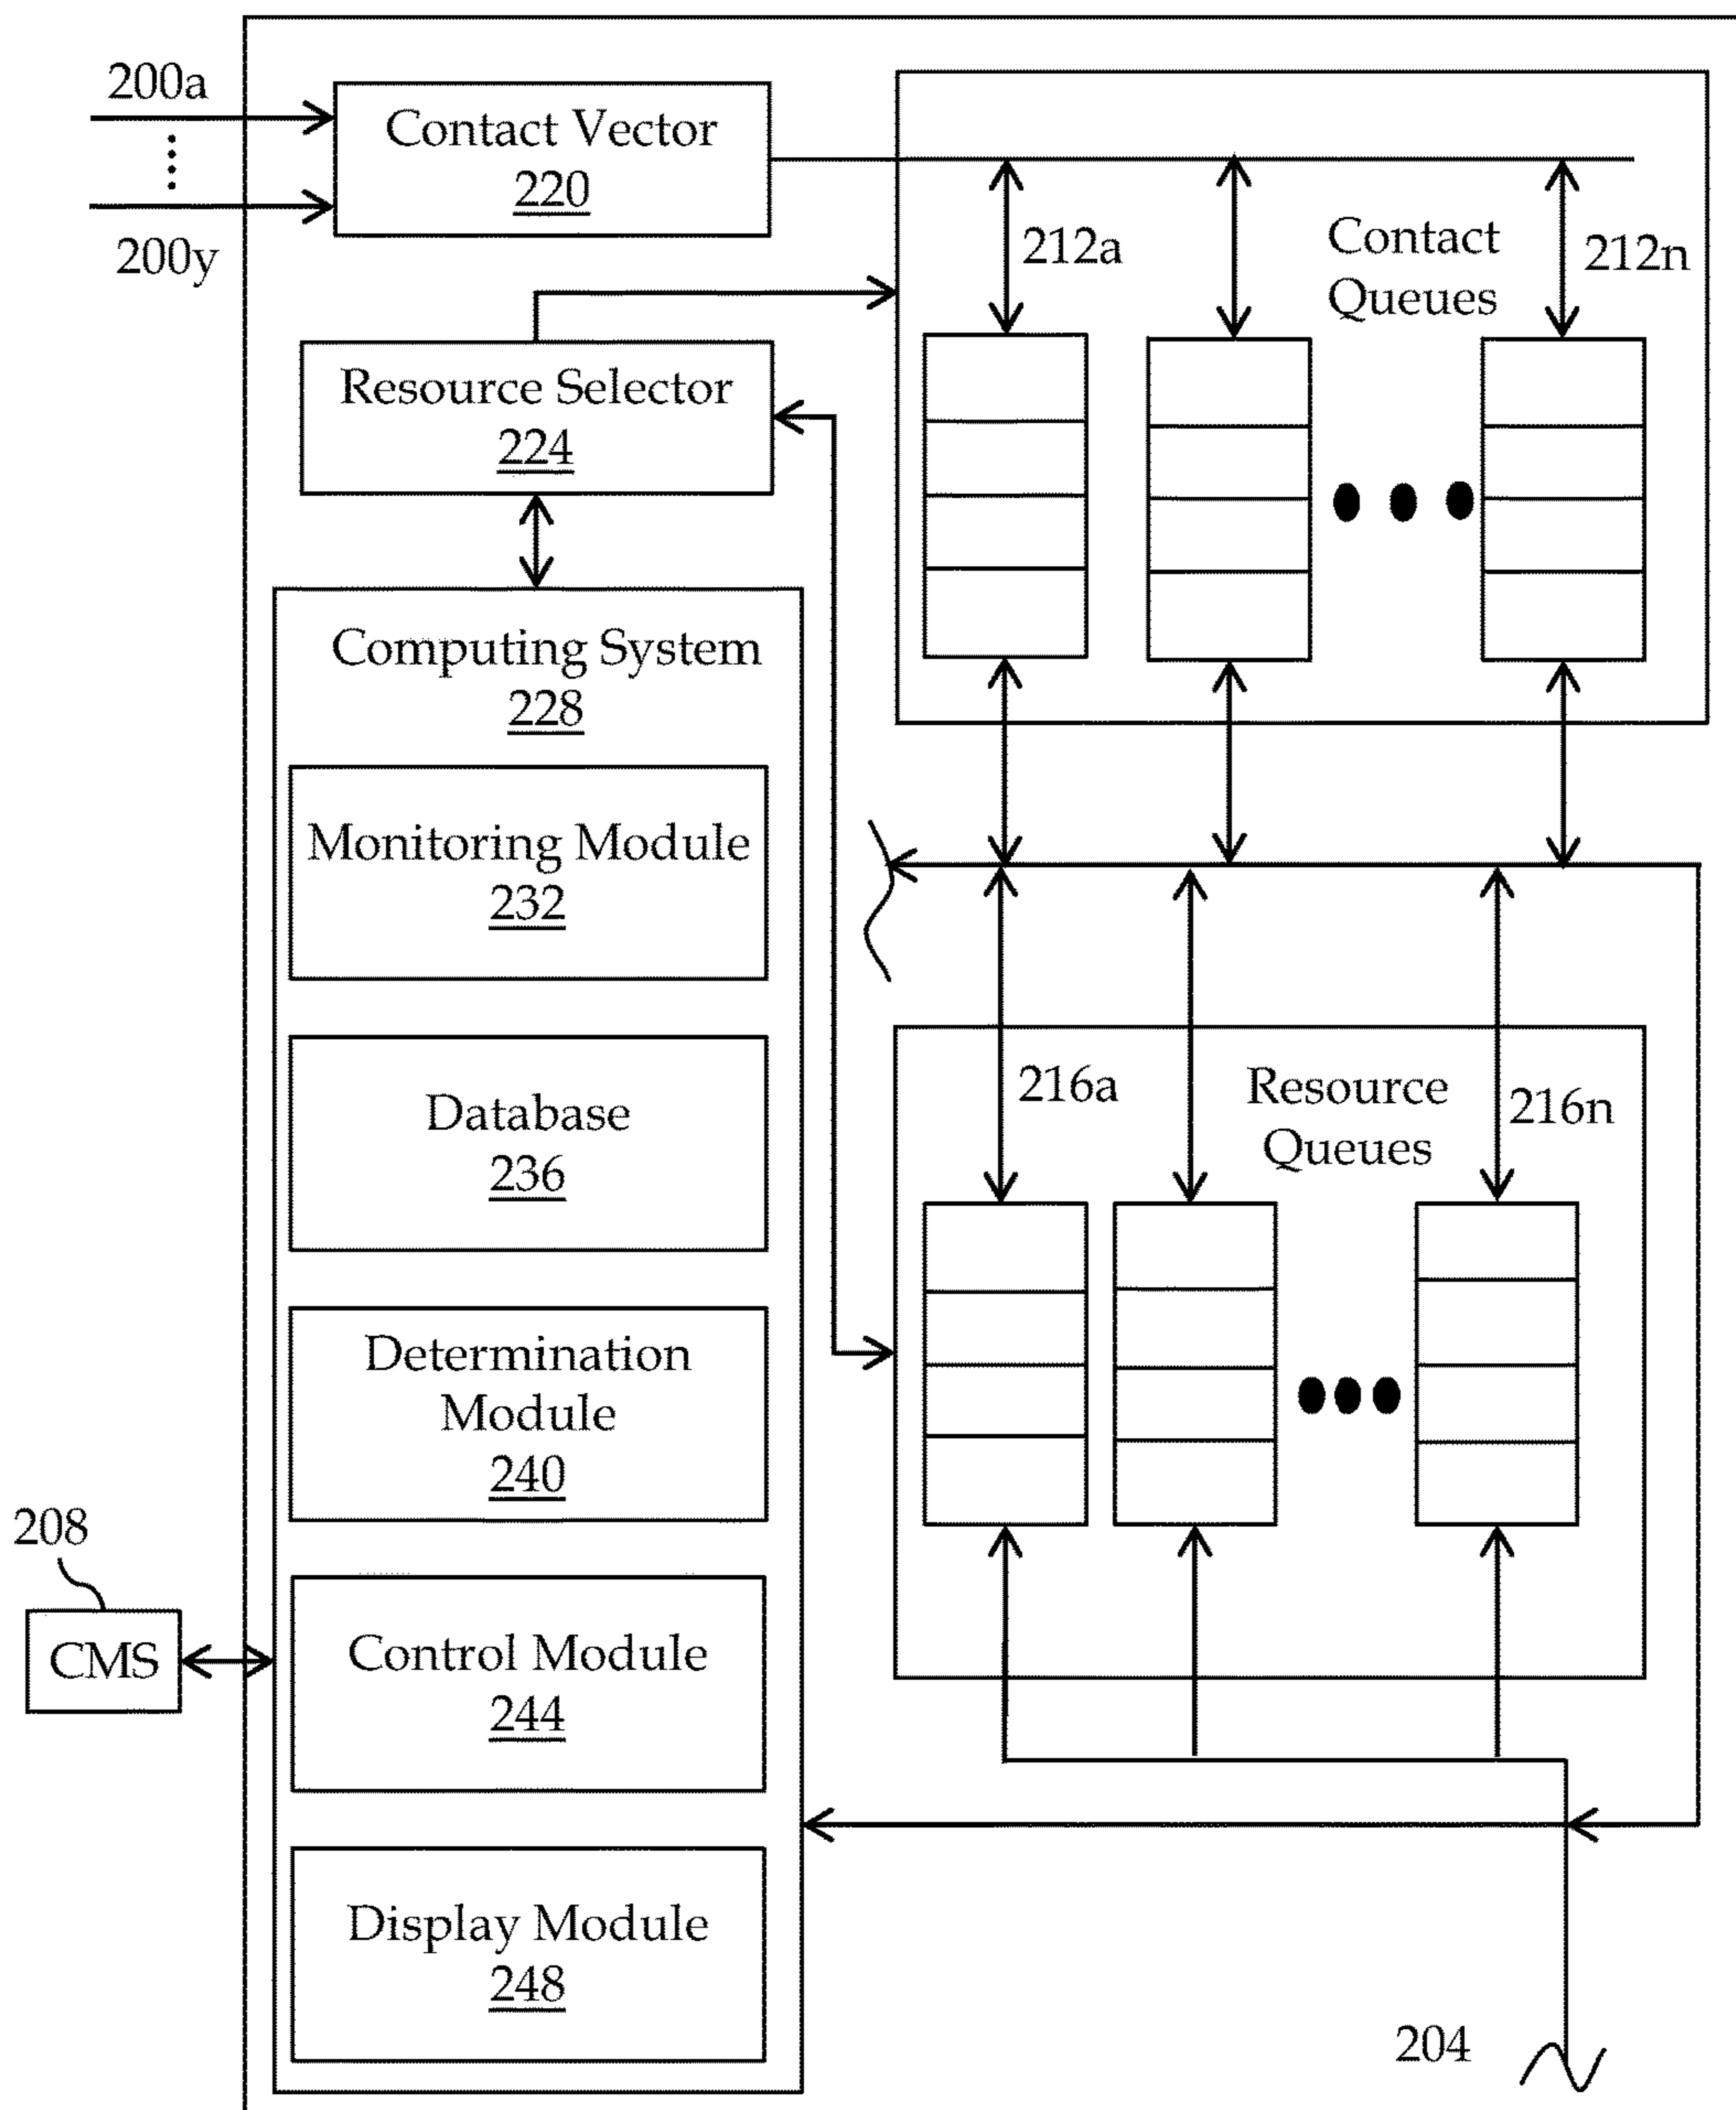 200a
200y
Contact Vector
220
Contact
Queues
212a
212n
Resource Selector
224
Computing System
228
Monitoring Module
232
Database
236
Determination
Module
240
Control Module
244
Display Module
248
208
CMS
Resource
Queues
216a
216n
204